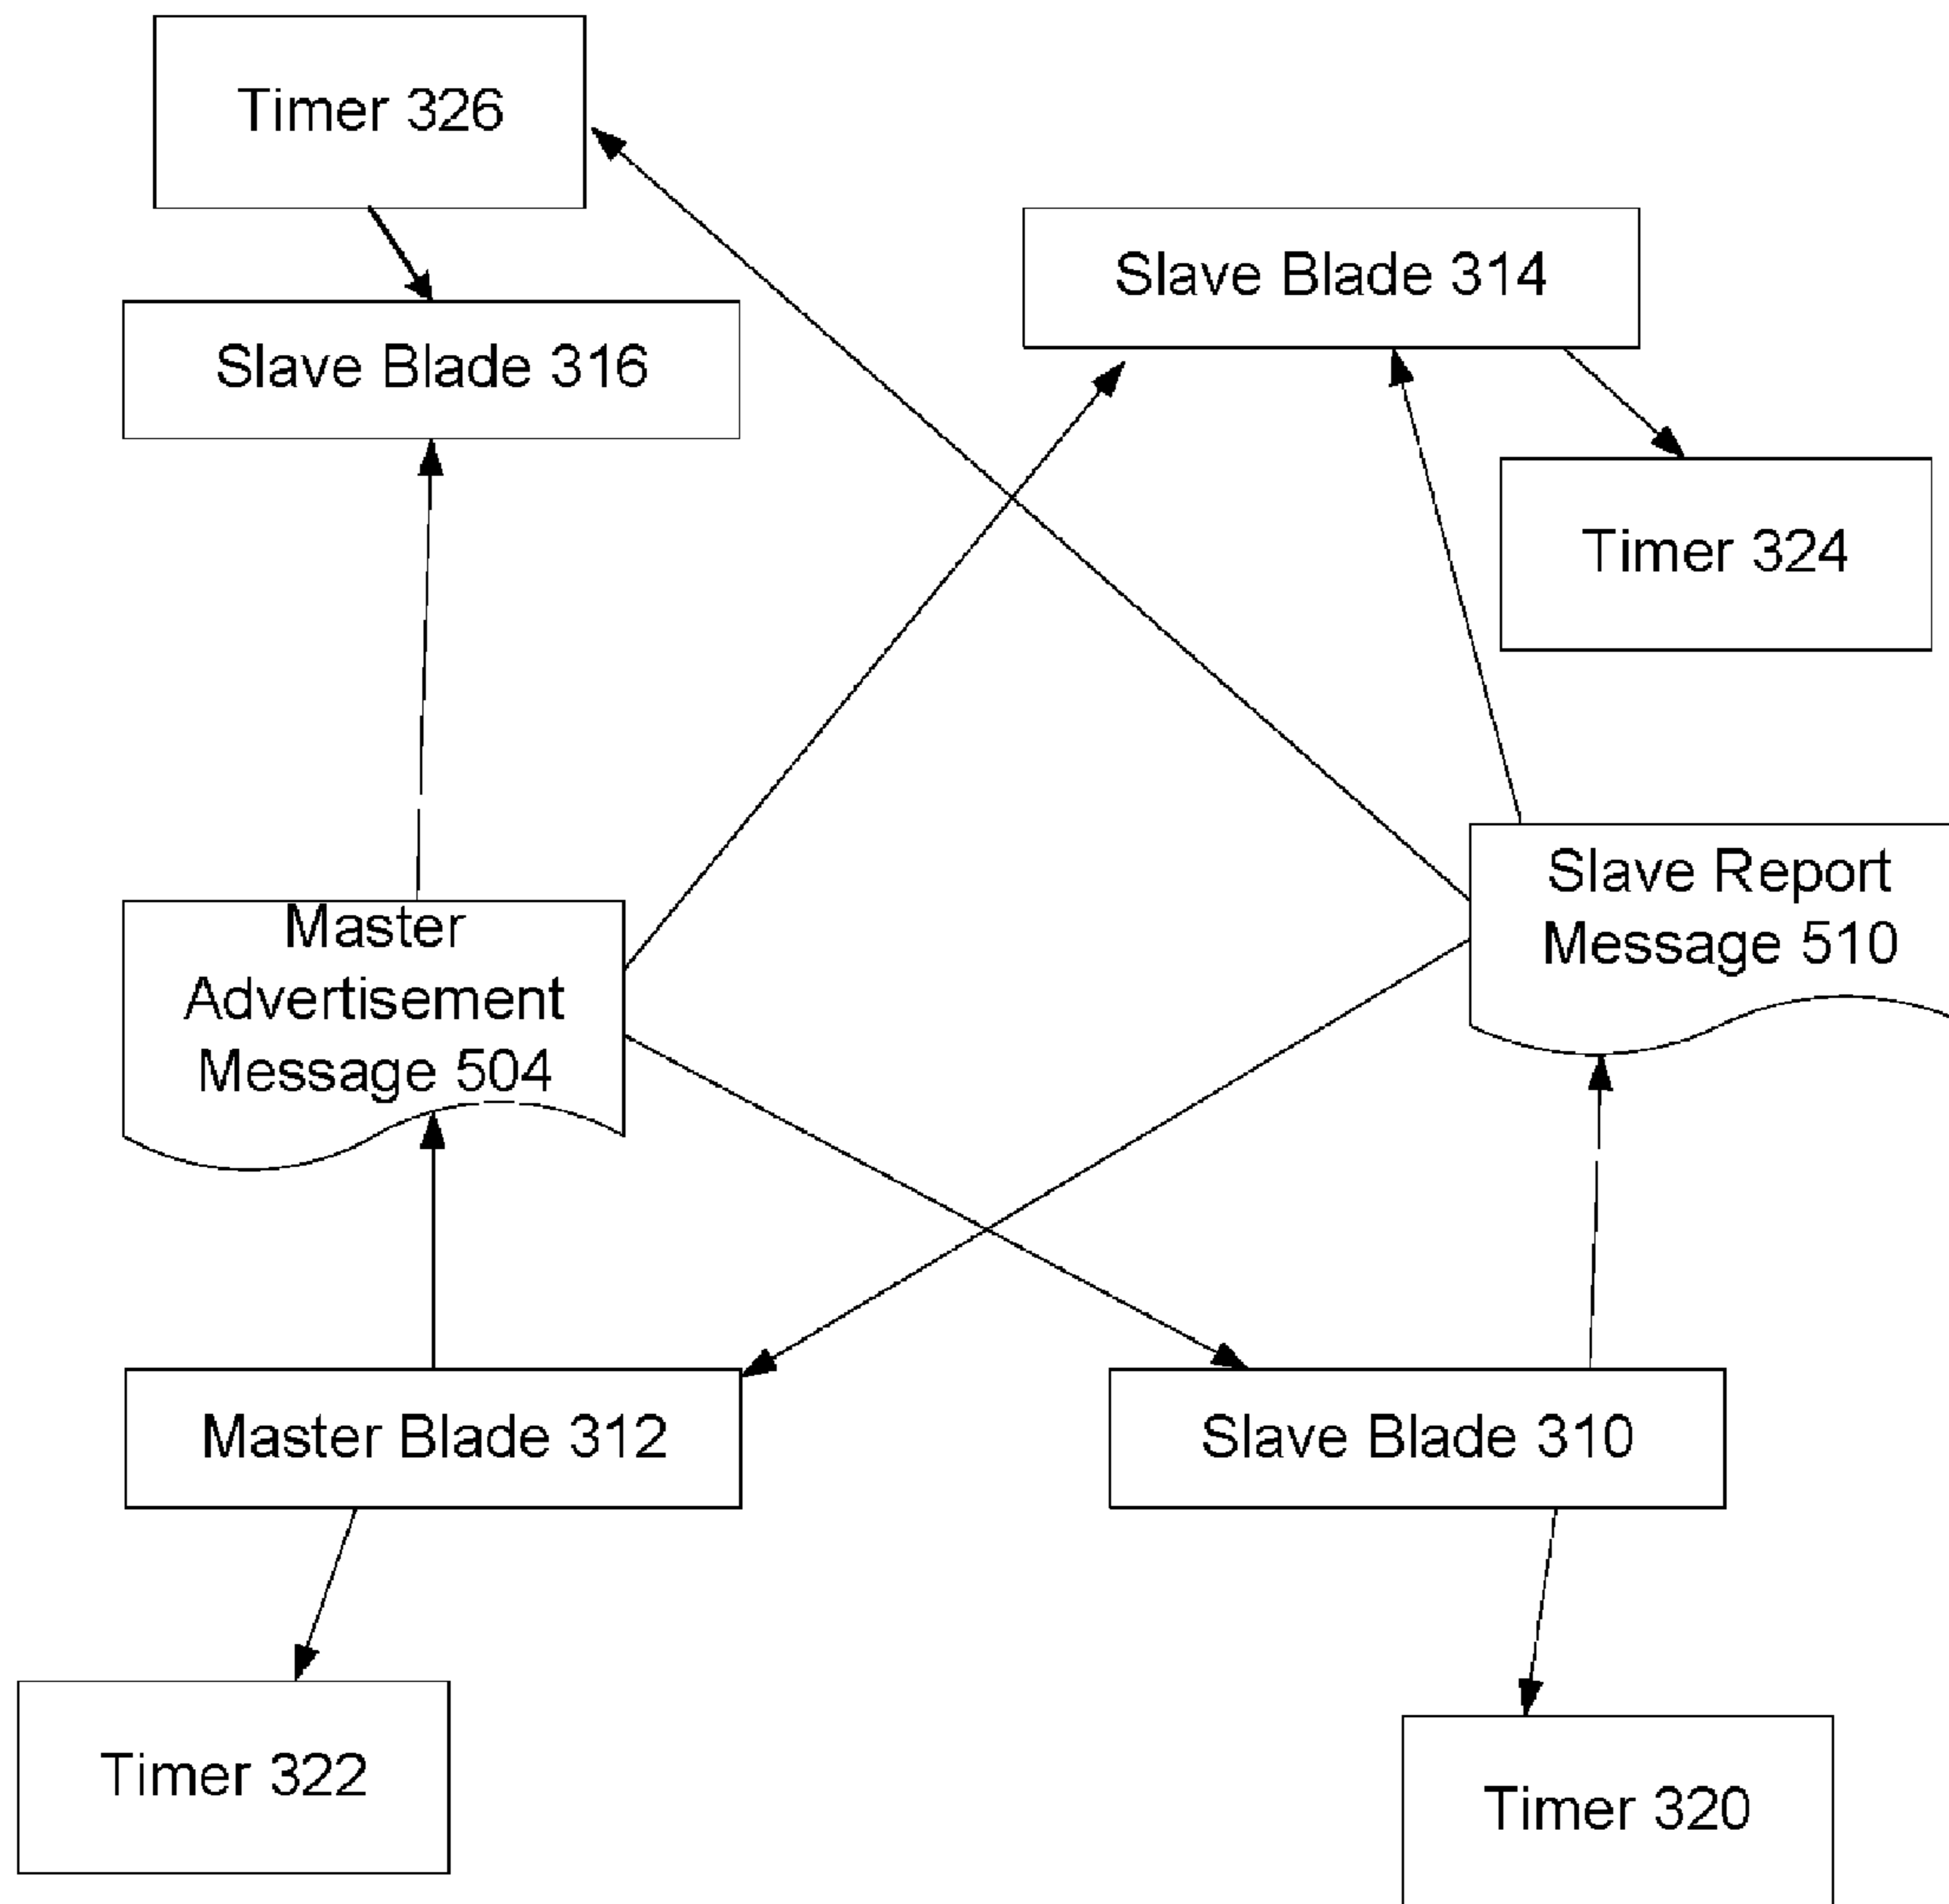 Timer 326
Slave Blade 314
Slave Blade 316
Timer 324
Slave Report
Message 510
Master
Advertisement
Message 504
Master Blade 312
Slave Blade 310
Timer 322
Timer 320